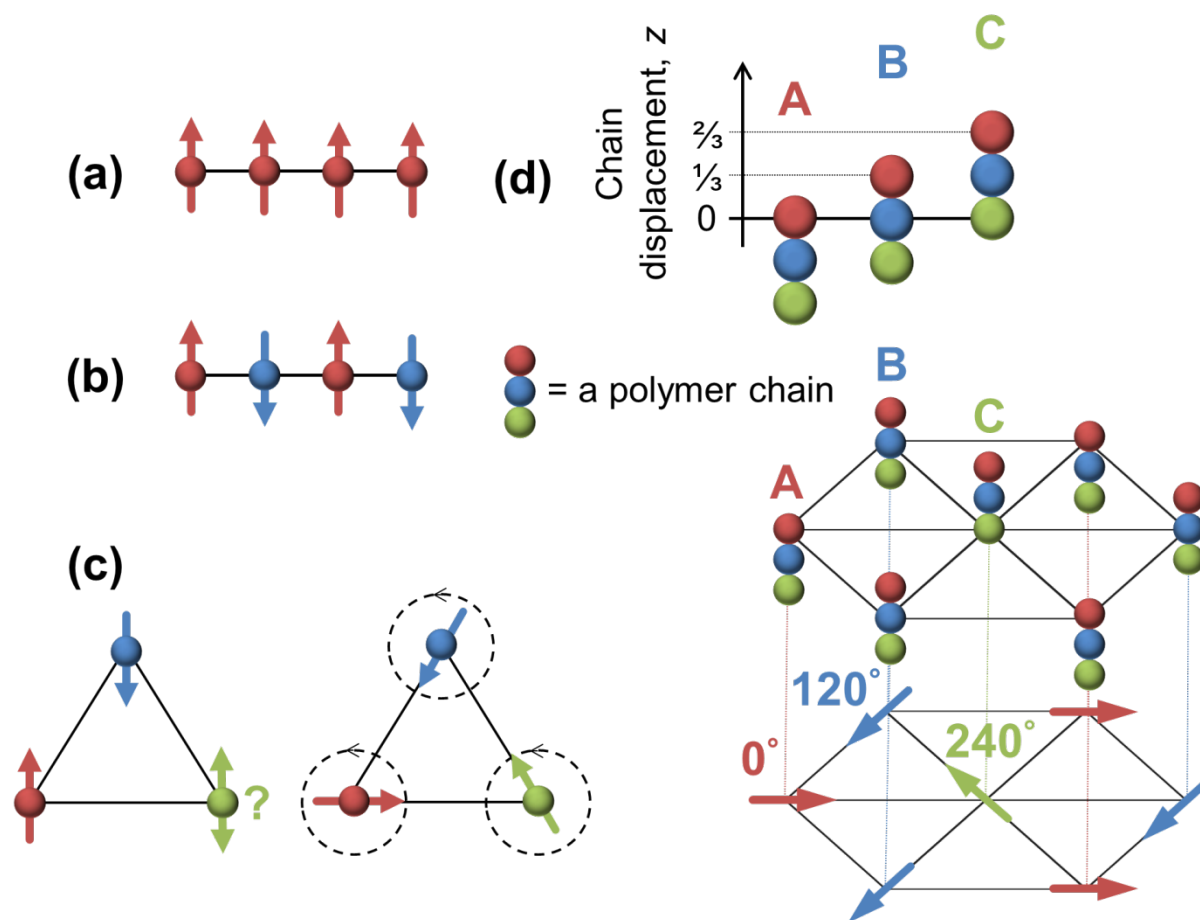 (a)
(b)
(c)
?
(d)
Chain
displacement, z
⅔
⅓
0
A
B
C
= a polymer chain
B
C
A
120°
240°
0°